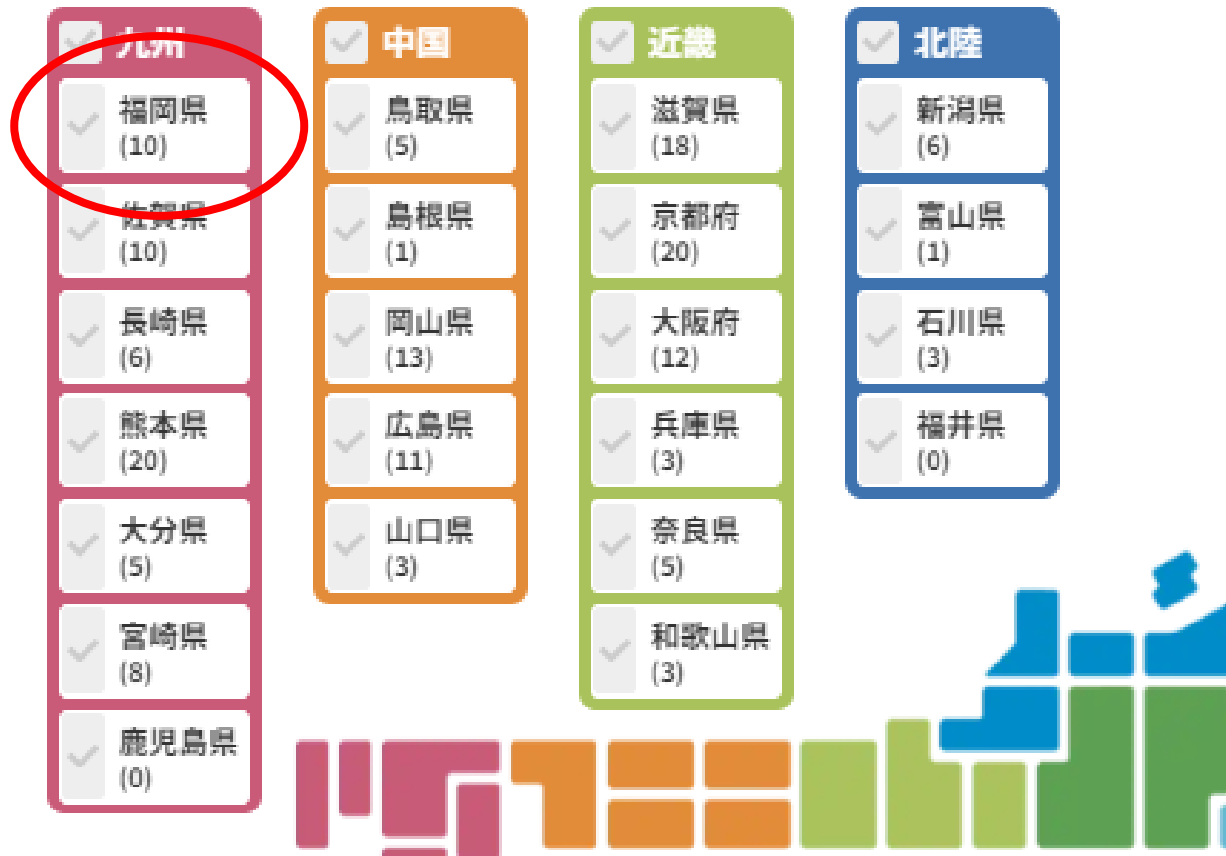 九州
福岡県
(10)
佐賀県
(10)
長崎県
(6)
熊本県
(20)
大分県
(5)
宮崎県
(8)
鹿児島県
(0)
中国
鳥取県
(5)
島根県
(1)
岡山県
(13)
広島県
(11)
山口県
(3)
近畿
滋賀県
(18)
京都府
(20)
大阪府
(12)
兵庫県
(3)
奈良県
(5)
和歌山県
(3)
北陸
新潟県
(6)
富山県
(1)
石川県
(3)
福井県
(0)